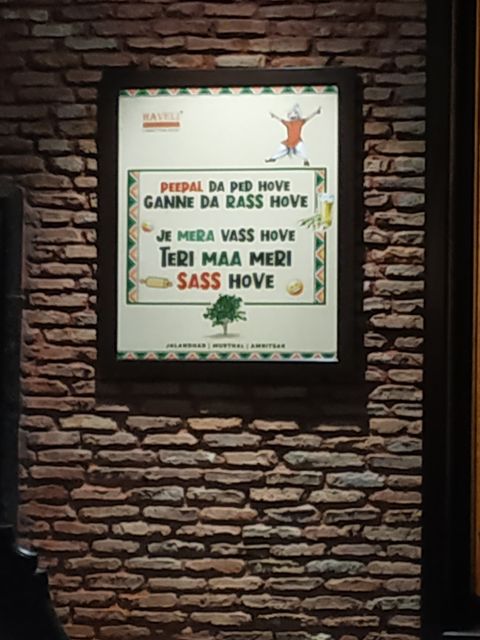 HAVELI
PEEPAL DA PED HOVE
GANNE DA RASS HOVE
JE MERA VASS HOVE
TERI MAA MERI
SASS HOVE
JALANDHAR | MURTHAL | AMRITSAR